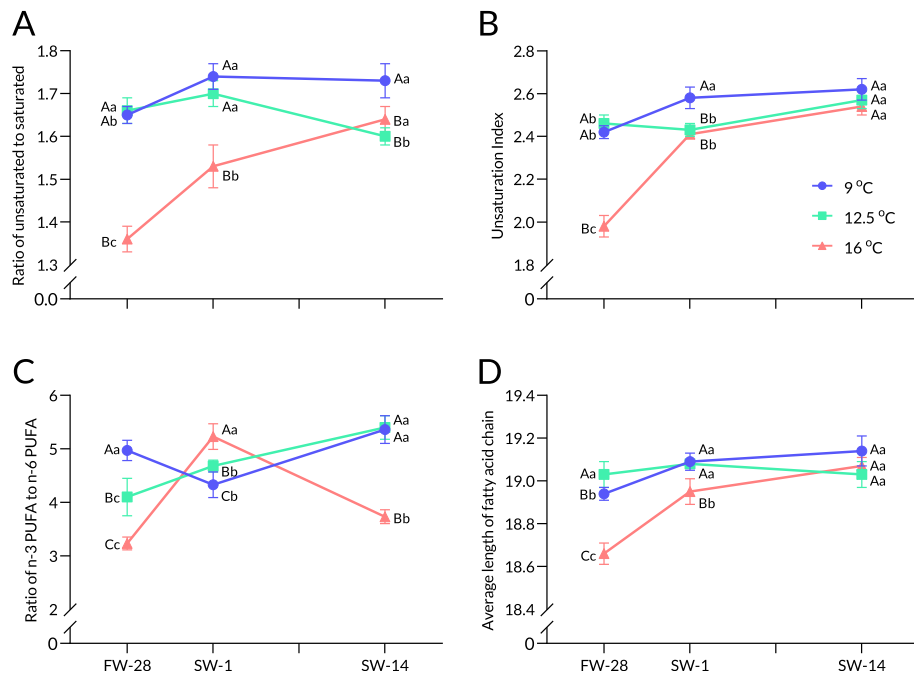 A
Ratio of unsaturated to saturated
1.8
1.7
1.6
1.5
1.4
1.3
0.0
Aa
Ab
Bc
Aa
Aa
Bb
Aa
Ba
Bb
B
Unsaturation Index
2.8
2.6
2.4
2.2
2.0
1.8
0
Ab
Ab
Bc
Aa
Bb
Bb
Aa
Aa
Aa
9 °C
12.5 °C
16 °C
C
Ratio of n-3 PUFA to n-6 PUFA
6
5
4
3
2
0
Aa
Bc
Cc
Aa
Bb
Cb
Aa
Aa
Bb
FW-28
SW-1
SW-14
D
Average length of fatty acid chain
19.4
19.2
19.0
18.8
18.6
18.4
0
Aa
Bb
Cc
Aa
Aa
Bb
Aa
Aa
Aa
FW-28
SW-1
SW-14